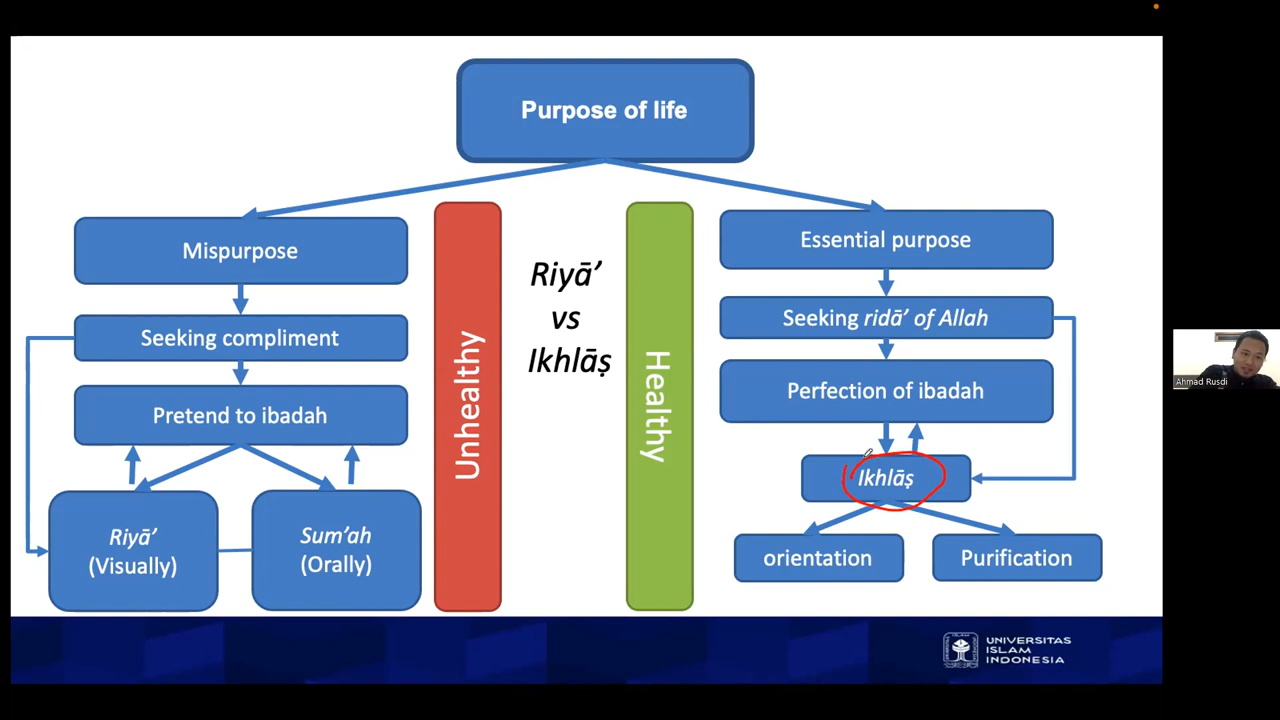 Purpose of life
Mispurpose
Seeking compliment
Pretend to ibadah
Riyā’
(Visually)
Sum’ah
(Orally)
Unhealthy
Riyā’
vs
Ikhlāṣ
Healthy
Essential purpose
Seeking ridā’ of Allah
Perfection of ibadah
Ikhlāṣ
orientation
Purification
UNIVERSITAS
ISLAM
INDONESIA
Ahmad Rusdi